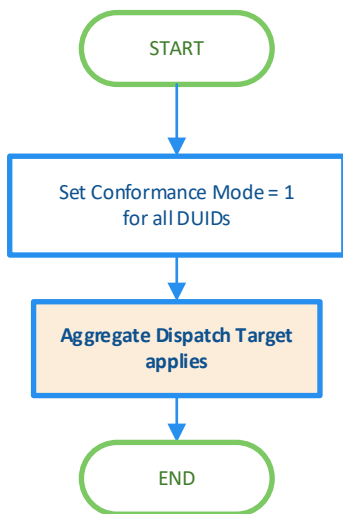 START
Set Conformance Mode = 1
for all DUIDs
Aggregate Dispatch Target
applies
END